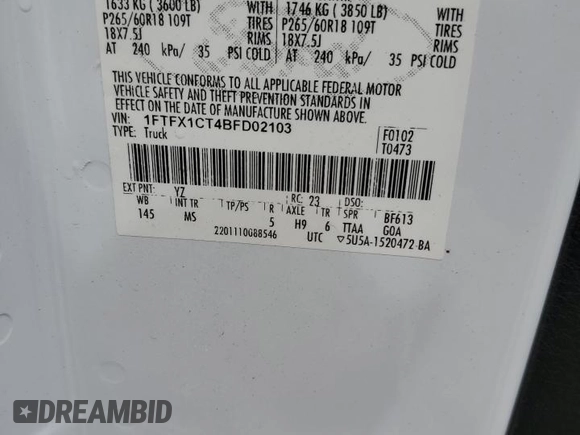 1633 KG ( 3600 LB) WITH 1746 KG ( 3850 LB) WITH
P265/60R18 109T TIRES P265/60R18 109T TIRES
18X7.5J RIMS 18X7.5J RIMS
AT 240 kPa/ 35 PSI COLD AT 240 kPa/ 35 PSI COLD
THIS VEHICLE CONFORMS TO ALL APPLICABLE FEDERAL MOTOR
VEHICLE SAFETY AND THEFT PREVENTION STANDARDS IN
EFFECT ON THE DATE OF MANUFACTURE SHOWN ABOVE.
VIN: 1FTFX1CT4BFD02103
TYPE: Truck
F0102
T0473
EXT PNT: YZ RC: 23 DSO:
WB INT TR TP/PS R AXLE TR SPR BF613
145 MS 5 H9 6 TTAA GOA
2201110088546 UTC ▽5U5A-1520472-BA
DREAMBID